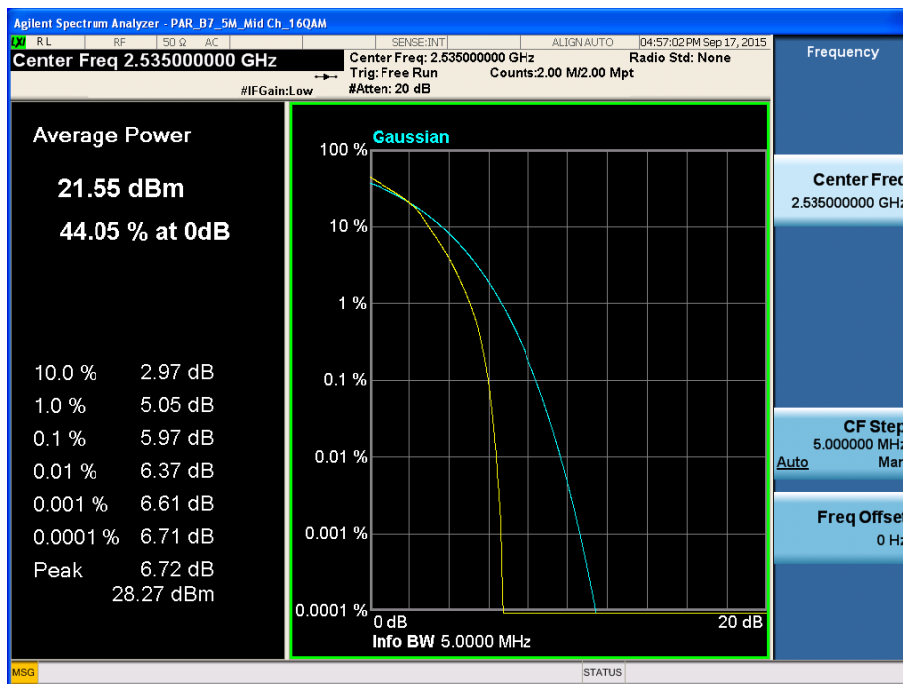 Agilent Spectrum Analyzer - PAR_B7_5M_Mid Ch_16QAM
LXI RL RF 50 Ω AC SENSE:INT ALIGN AUTO 04:57:02 PM Sep 17, 2015
Center Freq 2.535000000 GHz
Center Freq: 2.535000000 GHz Radio Std: None
Trig: Free Run Counts:2.00 M/2.00 Mpt
#IFGain:Low #Atten: 20 dB
Frequency
Average Power
21.55 dBm
44.05 % at 0dB
10.0 % 2.97 dB
1.0 % 5.05 dB
0.1 % 5.97 dB
0.01 % 6.37 dB
0.001 % 6.61 dB
0.0001 % 6.71 dB
Peak 6.72 dB
28.27 dBm
Gaussian
100 %
10 %
1 %
0.1 %
0.01 %
0.001 %
0.0001 %
0 dB 20 dB
Info BW 5.0000 MHz
Center Freq
2.535000000 GHz
CF Step
5.000000 MHz
Auto Man
Freq Offset
0 Hz
MSG STATUS